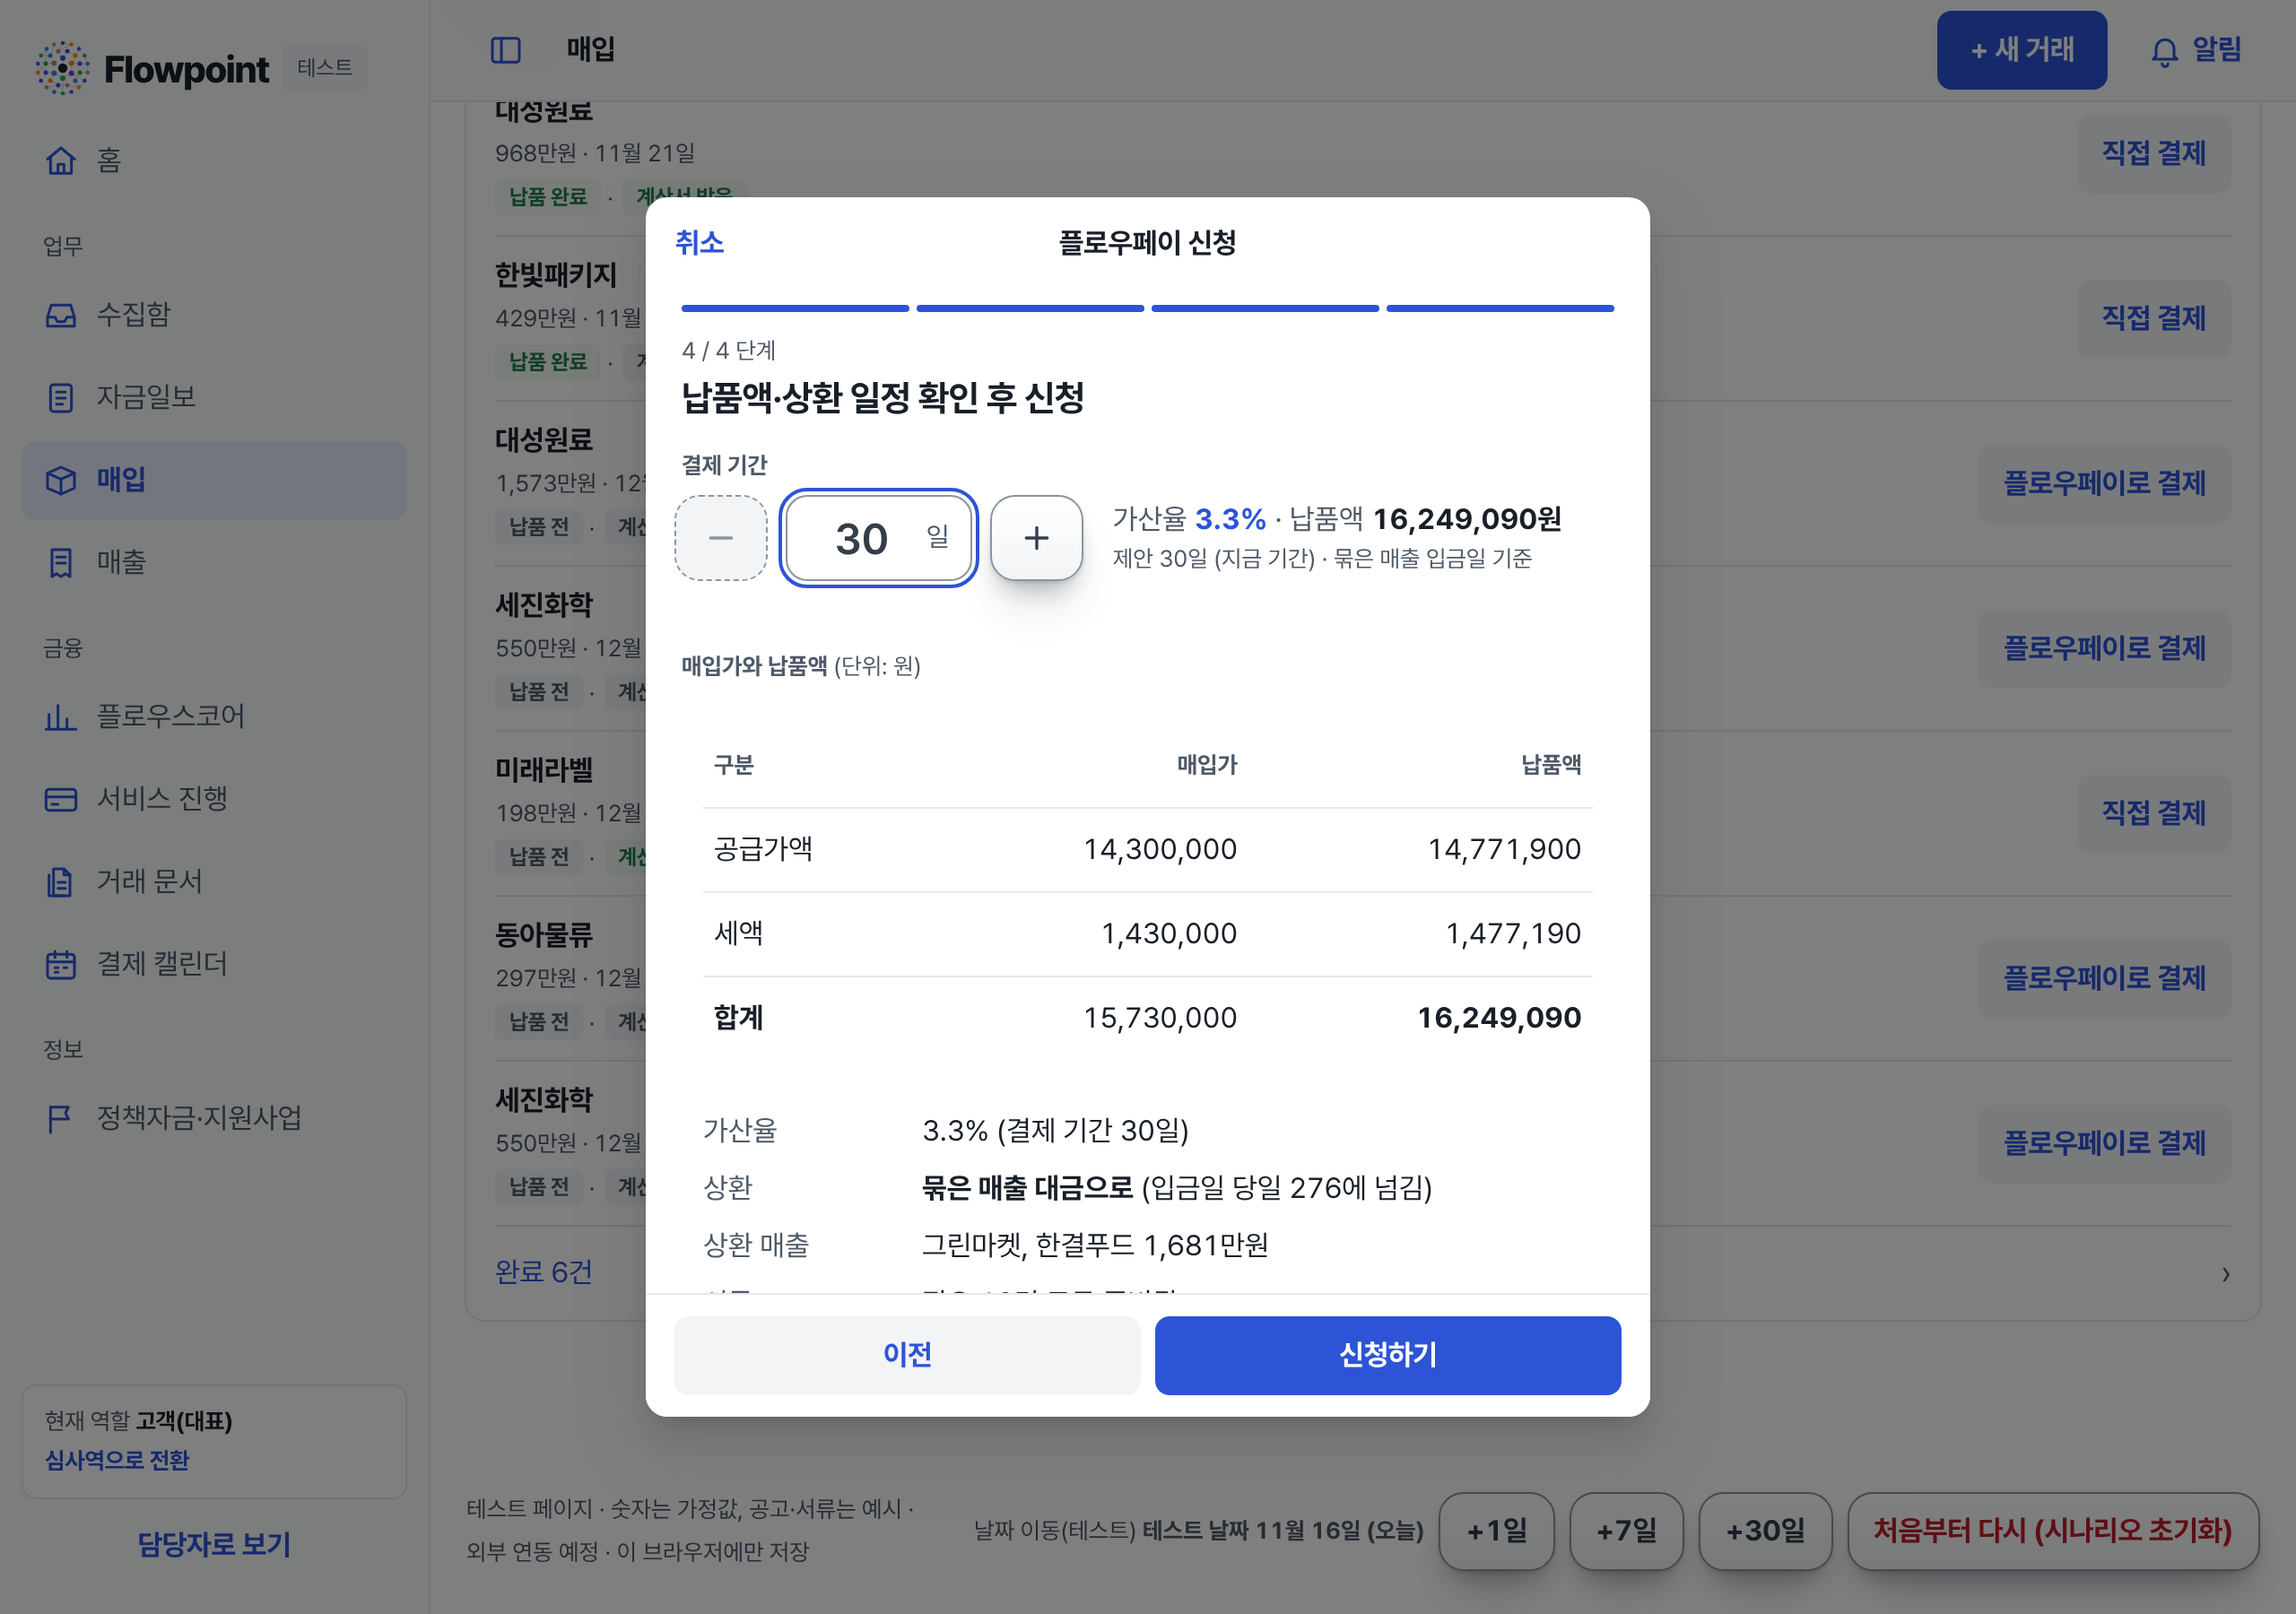 Flowpoint 테스트
홈
업무
수집함
자금일보
매입
매출
금융
플로우스코어
서비스 진행
거래 문서
결제 캘린더
정보
정책자금·지원사업
현재 역할 고객(대표)
심사역으로 전환
담당자로 보기
매입
+ 새 거래
알림
대성원료
968만원 · 11월 21일
직접 결제
납품 완료 · 계산서 받음
한빛패키지
429만원 · 11월
직접 결제
납품 완료 ·
대성원료
1,573만원 · 12
플로우페이로 결제
납품 전 ·
세진화학
550만원 · 12월
플로우페이로 결제
납품 전 ·
미래라벨
198만원 · 12월
직접 결제
납품 전 ·
동아물류
297만원 · 12월
플로우페이로 결제
납품 전 ·
세진화학
550만원 · 12월
플로우페이로 결제
납품 전 ·
완료 6건
취소
플로우페이 신청
4 / 4 단계
납품액·상환 일정 확인 후 신청
결제 기간
− 30 일 +
가산율 3.3% · 납품액 16,249,090원
제안 30일 (지금 기간) · 묶은 매출 입금일 기준
매입가와 납품액 (단위: 원)
구분 매입가 납품액
공급가액 14,300,000 14,771,900
세액 1,430,000 1,477,190
합계 15,730,000 16,249,090
가산율 3.3% (결제 기간 30일)
상환 묶은 매출 대금으로 (입금일 당일 276에 넘김)
상환 매출 그린마켓, 한결푸드 1,681만원
이전
신청하기
테스트 페이지 · 숫자는 가정값, 공고·서류는 예시 ·
외부 연동 예정 · 이 브라우저에만 저장
날짜 이동(테스트) 테스트 날짜 11월 16일 (오늘)
+1일
+7일
+30일
처음부터 다시 (시나리오 초기화)